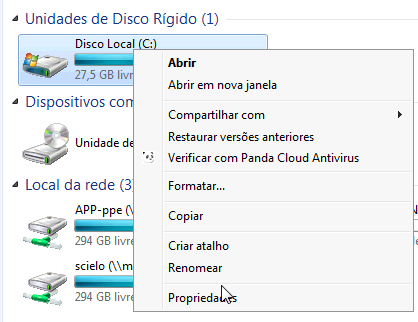 Unidades de Disco Rígido (1)
Disco Local (C:)
27,5 GB livr
Abrir
Abrir em nova janela
Dispositivos com
Compartilhar com
Restaurar versões anteriores
Unidade de
Verificar com Panda Cloud Antivirus
Formatar...
Local da rede (3)
APP-ppe (\
Copiar
294 GB livre
Criar atalho
scielo (\\m
Renomear
294 GB livre
Propriedades